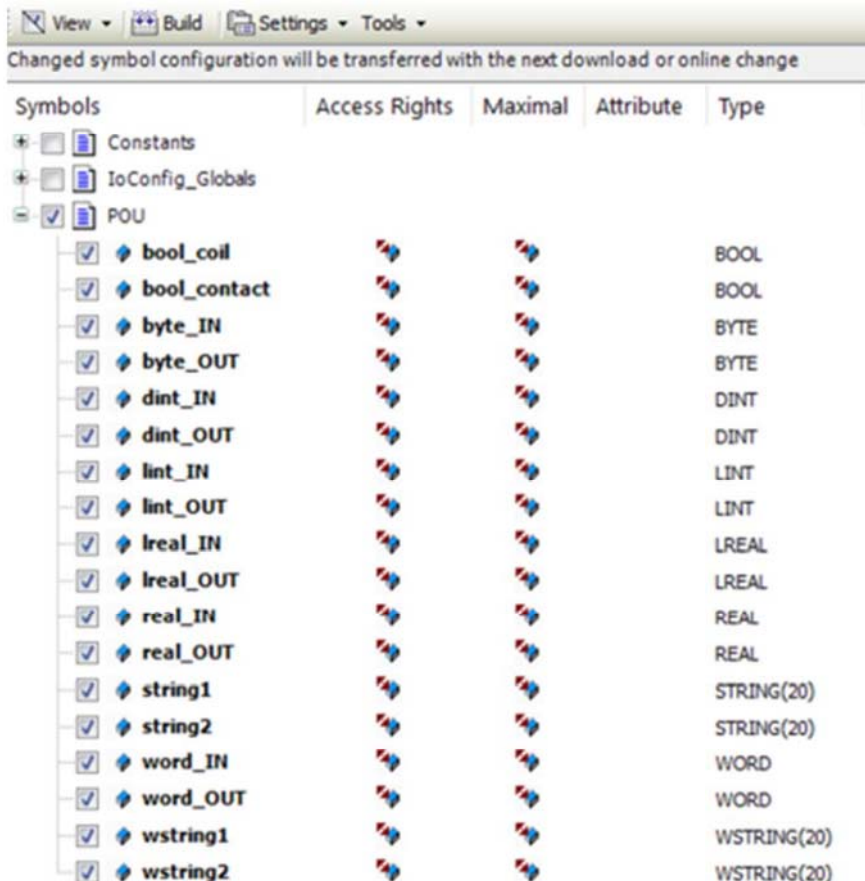 View Build Settings Tools
Changed symbol configuration will be transferred with the next download or online change
Symbols Access Rights Maximal Attribute Type
Constants
IoConfig_Globals
POU
bool_coil BOOL
bool_contact BOOL
byte_IN BYTE
byte_OUT BYTE
dint_IN DINT
dint_OUT DINT
lint_IN LINT
lint_OUT LINT
lreal_IN LREAL
lreal_OUT LREAL
real_IN REAL
real_OUT REAL
string1 STRING(20)
string2 STRING(20)
word_IN WORD
word_OUT WORD
wstring1 WSTRING(20)
wstring2 WSTRING(20)